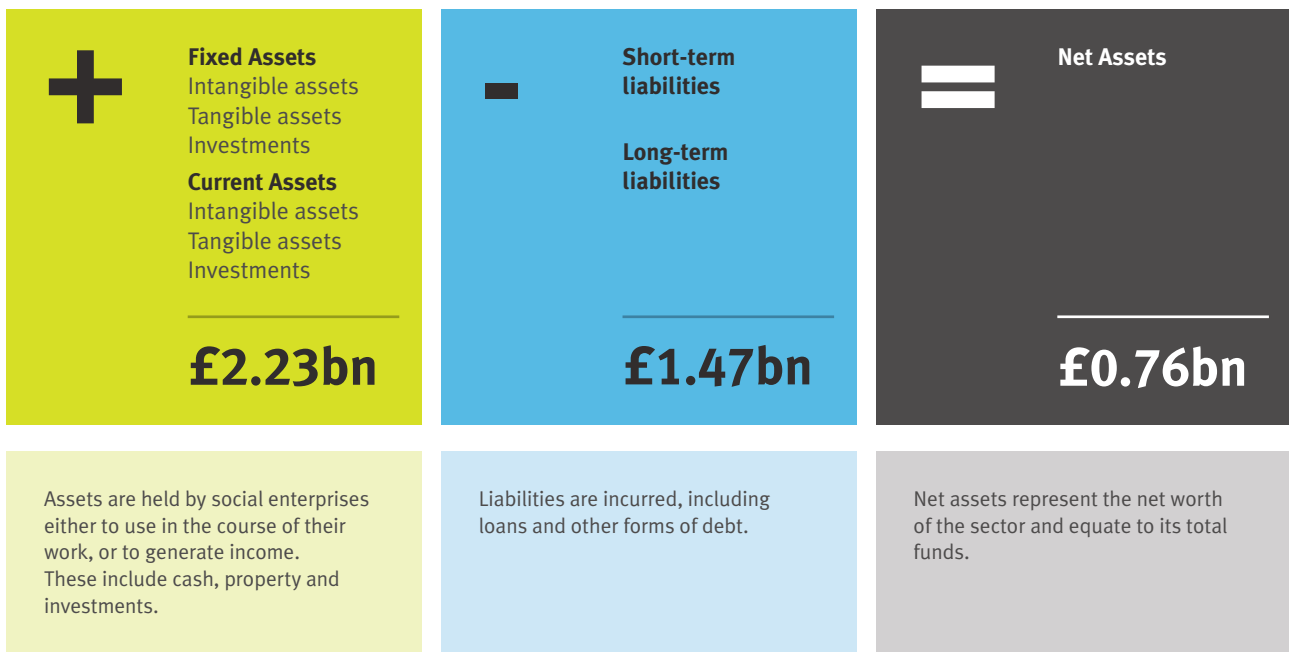 +
Fixed Assets
Intangible assets
Tangible assets
Investments
Current Assets
Intangible assets
Tangible assets
Investments
£2.23bn
-
Short-term
liabilities
Long-term
liabilities
£1.47bn
=
Net Assets
£0.76bn
Assets are held by social enterprises
either to use in the course of their
work, or to generate income.
These include cash, property and
investments.
Liabilities are incurred, including
loans and other forms of debt.
Net assets represent the net worth
of the sector and equate to its total
funds.